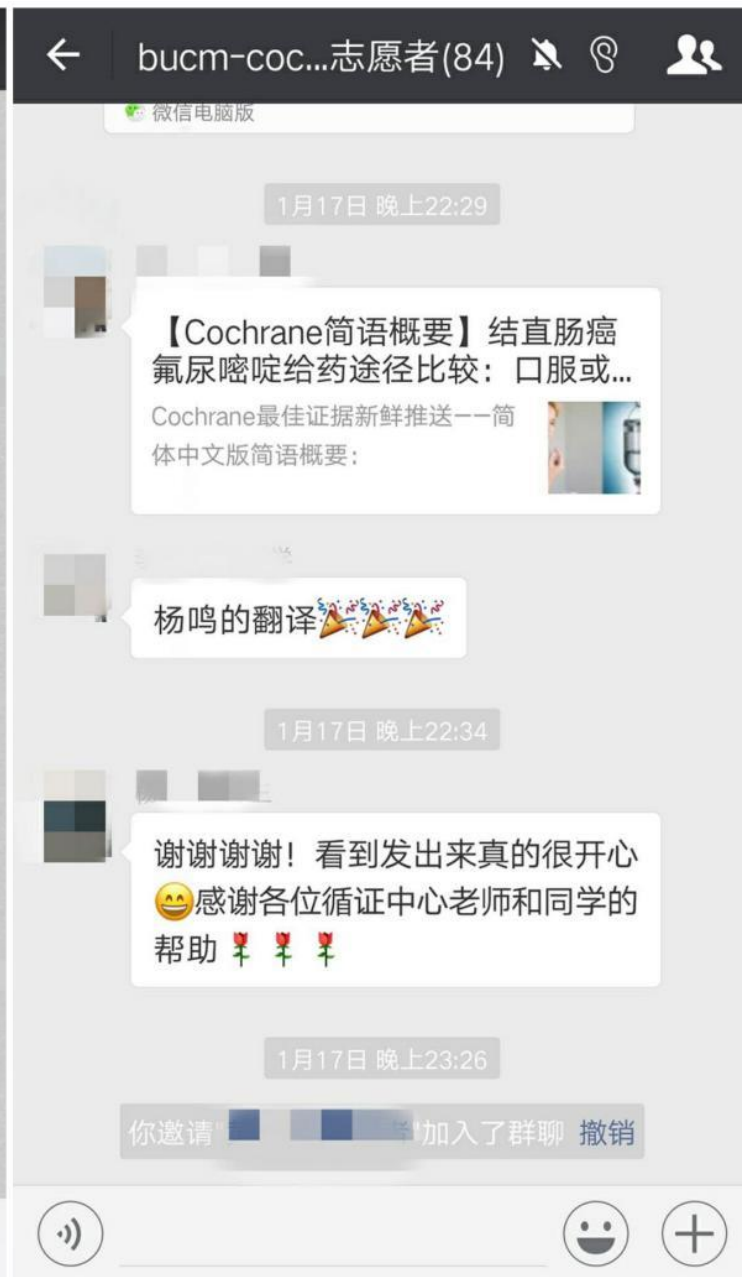 bucm-coc...志愿者(84)
微信电脑版
1月17日 晚上22:29
【Cochrane简语概要】结直肠癌
氟尿嘧啶给药途径比较：口服或...
Cochrane最佳证据新鲜推送——简
体中文版简语概要：
杨鸣的翻译🎉🎉🎉
1月17日 晚上22:34
谢谢谢谢！看到发出来真的很开心
😄感谢各位循证中心老师和同学的
帮助🌹🌹🌹
1月17日 晚上23:26
你邀请" "加入了群聊 撤销